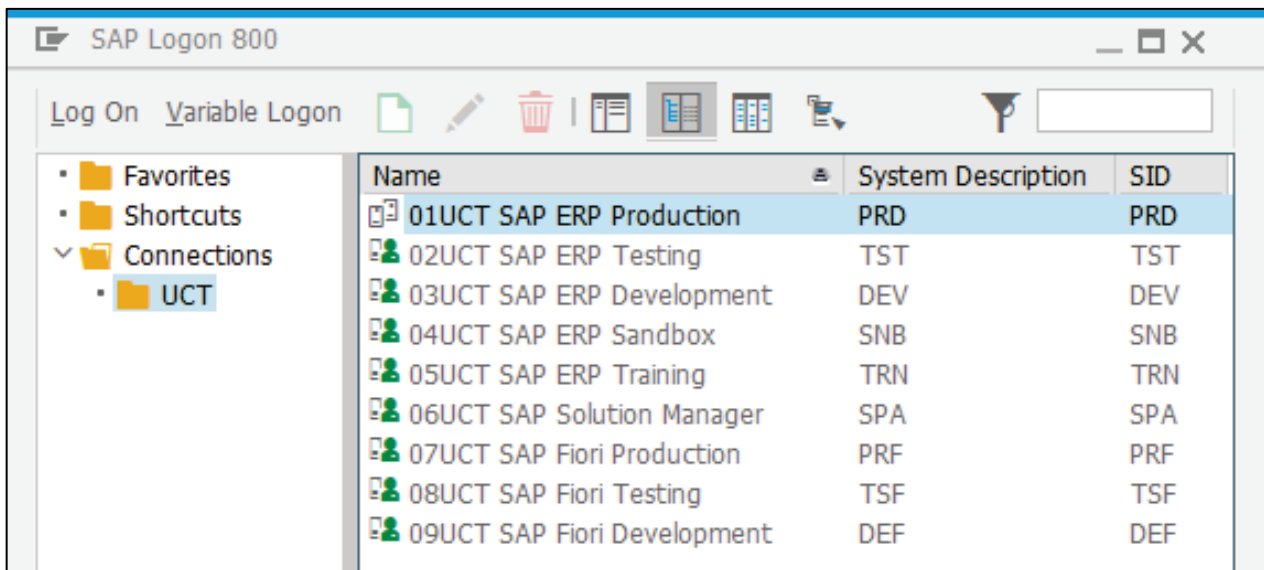 SAP Logon 800
Log On Variable Logon
Favorites
Shortcuts
Connections
UCT
Name System Description SID
01UCT SAP ERP Production PRD PRD
02UCT SAP ERP Testing TST TST
03UCT SAP ERP Development DEV DEV
04UCT SAP ERP Sandbox SNB SNB
05UCT SAP ERP Training TRN TRN
06UCT SAP Solution Manager SPA SPA
07UCT SAP Fiori Production PRF PRF
08UCT SAP Fiori Testing TSF TSF
09UCT SAP Fiori Development DEF DEF